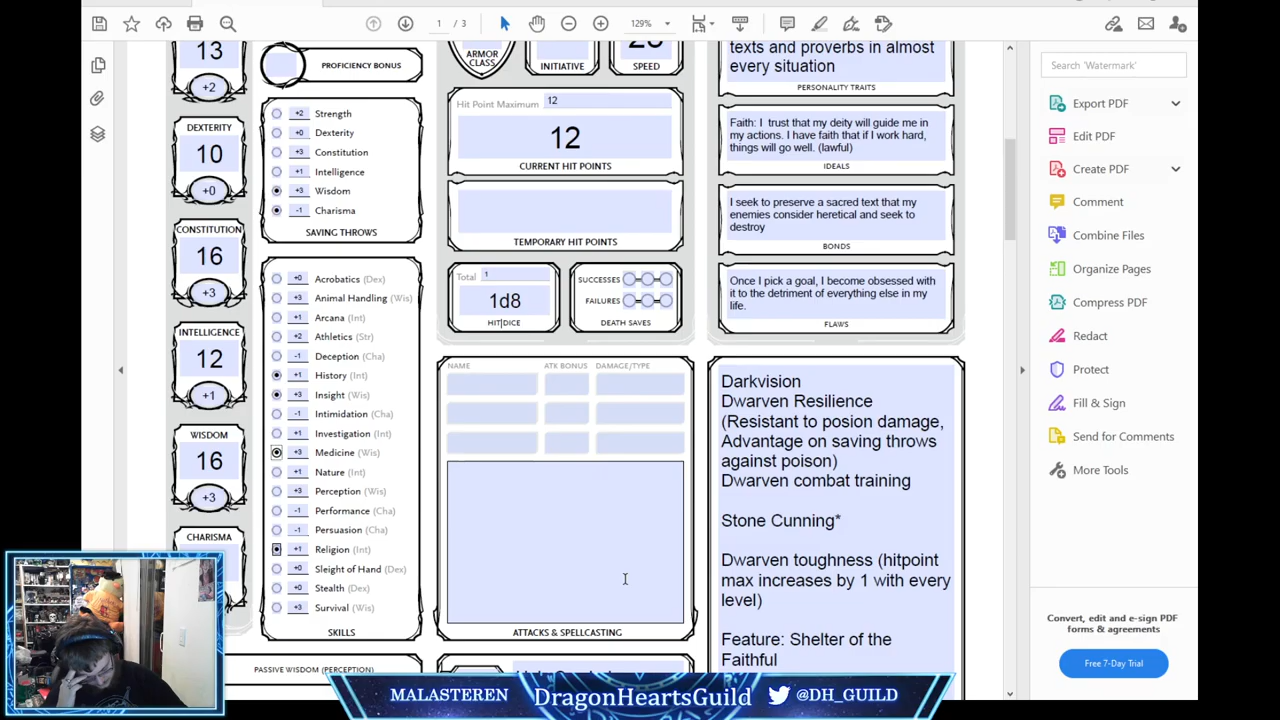 1 / 3
129%
13
+2
DEXTERITY
10
+0
CONSTITUTION
16
+3
INTELLIGENCE
12
+1
WISDOM
16
+3
CHARISMA
PROFICIENCY BONUS
+2 Strength
+0 Dexterity
+3 Constitution
+1 Intelligence
+3 Wisdom
-1 Charisma
SAVING THROWS
+0 Acrobatics (Dex)
+3 Animal Handling (Wis)
+1 Arcana (Int)
+2 Athletics (Str)
-1 Deception (Cha)
+1 History (Int)
+3 Insight (Wis)
-1 Intimidation (Cha)
+1 Investigation (Int)
+3 Medicine (Wis)
+1 Nature (Int)
+3 Perception (Wis)
-1 Performance (Cha)
-1 Persuasion (Cha)
+1 Religion (Int)
+0 Sleight of Hand (Dex)
+0 Stealth (Dex)
+3 Survival (Wis)
SKILLS
PASSIVE WISDOM (PERCEPTION)
ARMOR
CLASS
INITIATIVE
SPEED
Hit Point Maximum 12
12
CURRENT HIT POINTS
TEMPORARY HIT POINTS
Total 1
1d8
HIT DICE
SUCCESSES
FAILURES
DEATH SAVES
NAME ATK BONUS DAMAGE/TYPE
ATTACKS & SPELLCASTING
texts and proverbs in almost
every situation
PERSONALITY TRAITS
Faith: I trust that my deity will guide me in
my actions. I have faith that if I work hard,
things will go well. (lawful)
IDEALS
I seek to preserve a sacred text that my
enemies consider heretical and seek to
destroy
BONDS
Once I pick a goal, I become obsessed with
it to the detriment of everything else in my
life.
FLAWS
Darkvision
Dwarven Resilience
(Resistant to posion damage,
Advantage on saving throws
against poison)
Dwarven combat training
Stone Cunning*
Dwarven toughness (hitpoint
max increases by 1 with every
level)
Feature: Shelter of the
Faithful
Search 'Watermark'
Export PDF
Edit PDF
Create PDF
Comment
Combine Files
Organize Pages
Compress PDF
Redact
Protect
Fill & Sign
Send for Comments
More Tools
Convert, edit and e-sign PDF
forms & agreements
Free 7-Day Trial
MALASTEREN DragonHeartsGuild @DH_GUILD